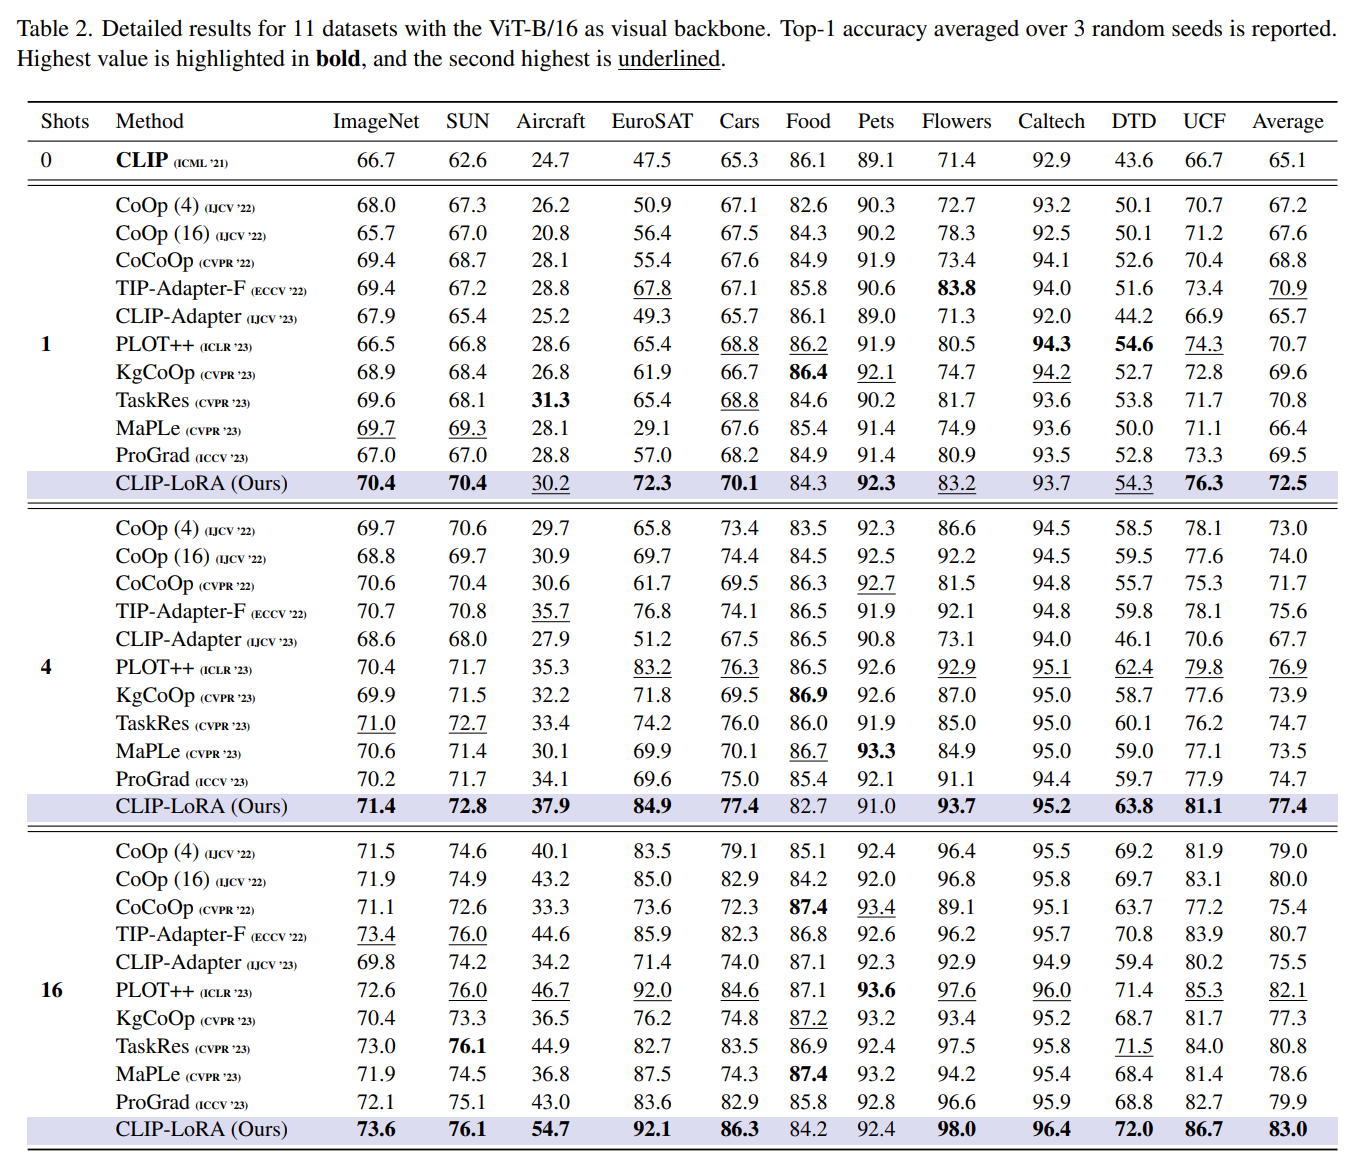 Table 2. Detailed results for 11 datasets with the ViT-B/16 as visual backbone. Top-1 accuracy averaged over 3 random seeds is reported.
Highest value is highlighted in bold, and the second highest is underlined.
Shots Method ImageNet SUN Aircraft EuroSAT Cars Food Pets Flowers Caltech DTD UCF Average
0 CLIP (ICML '21) 66.7 62.6 24.7 47.5 65.3 86.1 89.1 71.4 92.9 43.6 66.7 65.1
CoOp (4) (IJCV '22) 68.0 67.3 26.2 50.9 67.1 82.6 90.3 72.7 93.2 50.1 70.7 67.2
CoOp (16) (IJCV '22) 65.7 67.0 20.8 56.4 67.5 84.3 90.2 78.3 92.5 50.1 71.2 67.6
CoCoOp (CVPR '22) 69.4 68.7 28.1 55.4 67.6 84.9 91.9 73.4 94.1 52.6 70.4 68.8
TIP-Adapter-F (ECCV '22) 69.4 67.2 28.8 67.8 67.1 85.8 90.6 83.8 94.0 51.6 73.4 70.9
CLIP-Adapter (IJCV '23) 67.9 65.4 25.2 49.3 65.7 86.1 89.0 71.3 92.0 44.2 66.9 65.7
1 PLOT++ (ICLR '23) 66.5 66.8 28.6 65.4 68.8 86.2 91.9 80.5 94.3 54.6 74.3 70.7
KgCoOp (CVPR '23) 68.9 68.4 26.8 61.9 66.7 86.4 92.1 74.7 94.2 52.7 72.8 69.6
TaskRes (CVPR '23) 69.6 68.1 31.3 65.4 68.8 84.6 90.2 81.7 93.6 53.8 71.7 70.8
MaPLe (CVPR '23) 69.7 69.3 28.1 29.1 67.6 85.4 91.4 74.9 93.6 50.0 71.1 66.4
ProGrad (ICCV '23) 67.0 67.0 28.8 57.0 68.2 84.9 91.4 80.9 93.5 52.8 73.3 69.5
CLIP-LoRA (Ours) 70.4 70.4 30.2 72.3 70.1 84.3 92.3 83.2 93.7 54.3 76.3 72.5
CoOp (4) (IJCV '22) 69.7 70.6 29.7 65.8 73.4 83.5 92.3 86.6 94.5 58.5 78.1 73.0
CoOp (16) (IJCV '22) 68.8 69.7 30.9 69.7 74.4 84.5 92.5 92.2 94.5 59.5 77.6 74.0
CoCoOp (CVPR '22) 70.6 70.4 30.6 61.7 69.5 86.3 92.7 81.5 94.8 55.7 75.3 71.7
TIP-Adapter-F (ECCV '22) 70.7 70.8 35.7 76.8 74.1 86.5 91.9 92.1 94.8 59.8 78.1 75.6
CLIP-Adapter (IJCV '23) 68.6 68.0 27.9 51.2 67.5 86.5 90.8 73.1 94.0 46.1 70.6 67.7
4 PLOT++ (ICLR '23) 70.4 71.7 35.3 83.2 76.3 86.5 92.6 92.9 95.1 62.4 79.8 76.9
KgCoOp (CVPR '23) 69.9 71.5 32.2 71.8 69.5 86.9 92.6 87.0 95.0 58.7 77.6 73.9
TaskRes (CVPR '23) 71.0 72.7 33.4 74.2 76.0 86.0 91.9 85.0 95.0 60.1 76.2 74.7
MaPLe (CVPR '23) 70.6 71.4 30.1 69.9 70.1 86.7 93.3 84.9 95.0 59.0 77.1 73.5
ProGrad (ICCV '23) 70.2 71.7 34.1 69.6 75.0 85.4 92.1 91.1 94.4 59.7 77.9 74.7
CLIP-LoRA (Ours) 71.4 72.8 37.9 84.9 77.4 82.7 91.0 93.7 95.2 63.8 81.1 77.4
CoOp (4) (IJCV '22) 71.5 74.6 40.1 83.5 79.1 85.1 92.4 96.4 95.5 69.2 81.9 79.0
CoOp (16) (IJCV '22) 71.9 74.9 43.2 85.0 82.9 84.2 92.0 96.8 95.8 69.7 83.1 80.0
CoCoOp (CVPR '22) 71.1 72.6 33.3 73.6 72.3 87.4 93.4 89.1 95.1 63.7 77.2 75.4
TIP-Adapter-F (ECCV '22) 73.4 76.0 44.6 85.9 82.3 86.8 92.6 96.2 95.7 70.8 83.9 80.7
CLIP-Adapter (IJCV '23) 69.8 74.2 34.2 71.4 74.0 87.1 92.3 92.9 94.9 59.4 80.2 75.5
16 PLOT++ (ICLR '23) 72.6 76.0 46.7 92.0 84.6 87.1 93.6 97.6 96.0 71.4 85.3 82.1
KgCoOp (CVPR '23) 70.4 73.3 36.5 76.2 74.8 87.2 93.2 93.4 95.2 68.7 81.7 77.3
TaskRes (CVPR '23) 73.0 76.1 44.9 82.7 83.5 86.9 92.4 97.5 95.8 71.5 84.0 80.8
MaPLe (CVPR '23) 71.9 74.5 36.8 87.5 74.3 87.4 93.2 94.2 95.4 68.4 81.4 78.6
ProGrad (ICCV '23) 72.1 75.1 43.0 83.6 82.9 85.8 92.8 96.6 95.9 68.8 82.7 79.9
CLIP-LoRA (Ours) 73.6 76.1 54.7 92.1 86.3 84.2 92.4 98.0 96.4 72.0 86.7 83.0